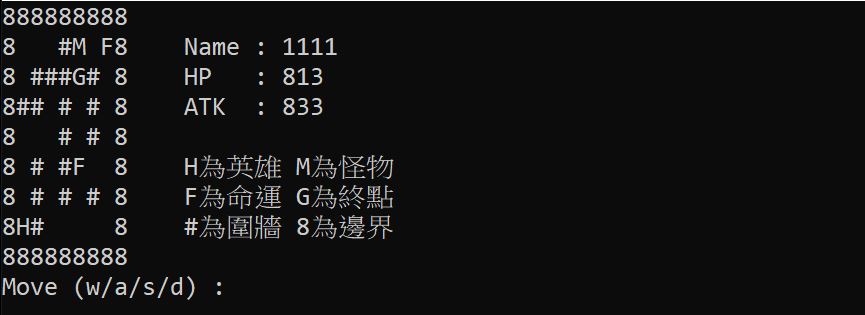 888888888
8   #M F8    Name : 1111
8 ###G# 8    HP   : 813
8## # # 8    ATK  : 833
8   # # 8
8 # #F  8    H為英雄 M為怪物
8 # # # 8    F為命運 G為終點
8H#     8    #為圍牆 8為邊界
888888888
Move (w/a/s/d) :